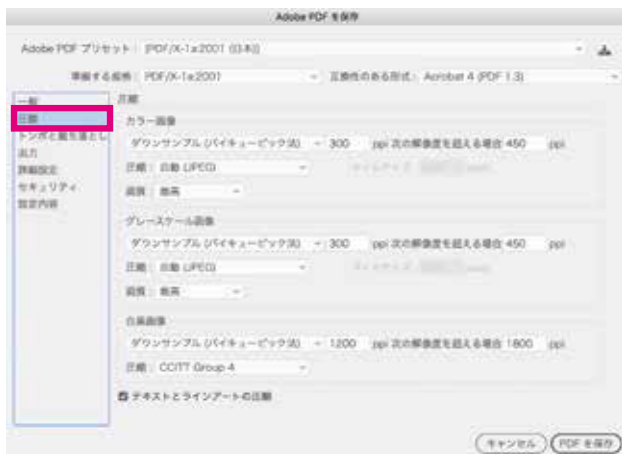 Adobe PDF を保存
Adobe PDF プリセット： [PDF/X-1a:2001 (日本)]
準拠する規格： PDF/X-1a:2001 互換性のある形式： Acrobat 4 (PDF 1.3)
一般
圧縮
トンボと裁ち落とし
出力
詳細設定
セキュリティ
設定内容
圧縮
カラー画像
ダウンサンプル (バイキュービック法) 300 ppi 次の解像度を超える場合 450 ppi
圧縮： 自動 (JPEG)
画質： 最高
グレースケール画像
ダウンサンプル (バイキュービック法) 300 ppi 次の解像度を超える場合 450 ppi
圧縮： 自動 (JPEG)
画質： 最高
白黒画像
ダウンサンプル (バイキュービック法) 1200 ppi 次の解像度を超える場合 1800 ppi
圧縮： CCITT Group 4
テキストとラインアートの圧縮
キャンセル PDF を保存